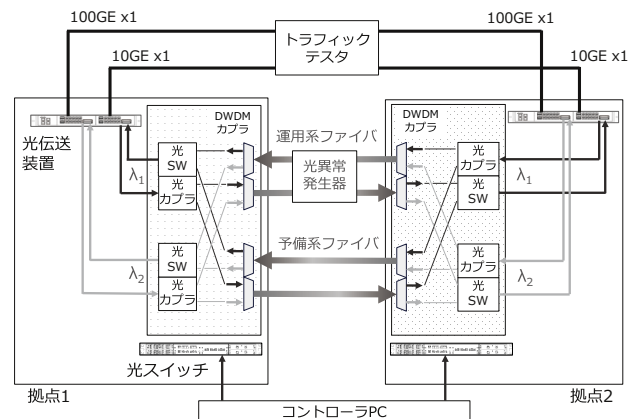 100GE x1
100GE x1
10GE x1
トラフィック
テスタ
10GE x1
DWDM
カプラ
運用系ファイバ
DWDM
カプラ
光伝送
装置
光
SW
光異常
発生器
光
カプラ
λ1
光
カプラ
光
SW
λ1
予備系ファイバ
λ2
光
SW
光
カプラ
λ2
光
カプラ
光
SW
光スイッチ
拠点1
拠点2
コントローラPC